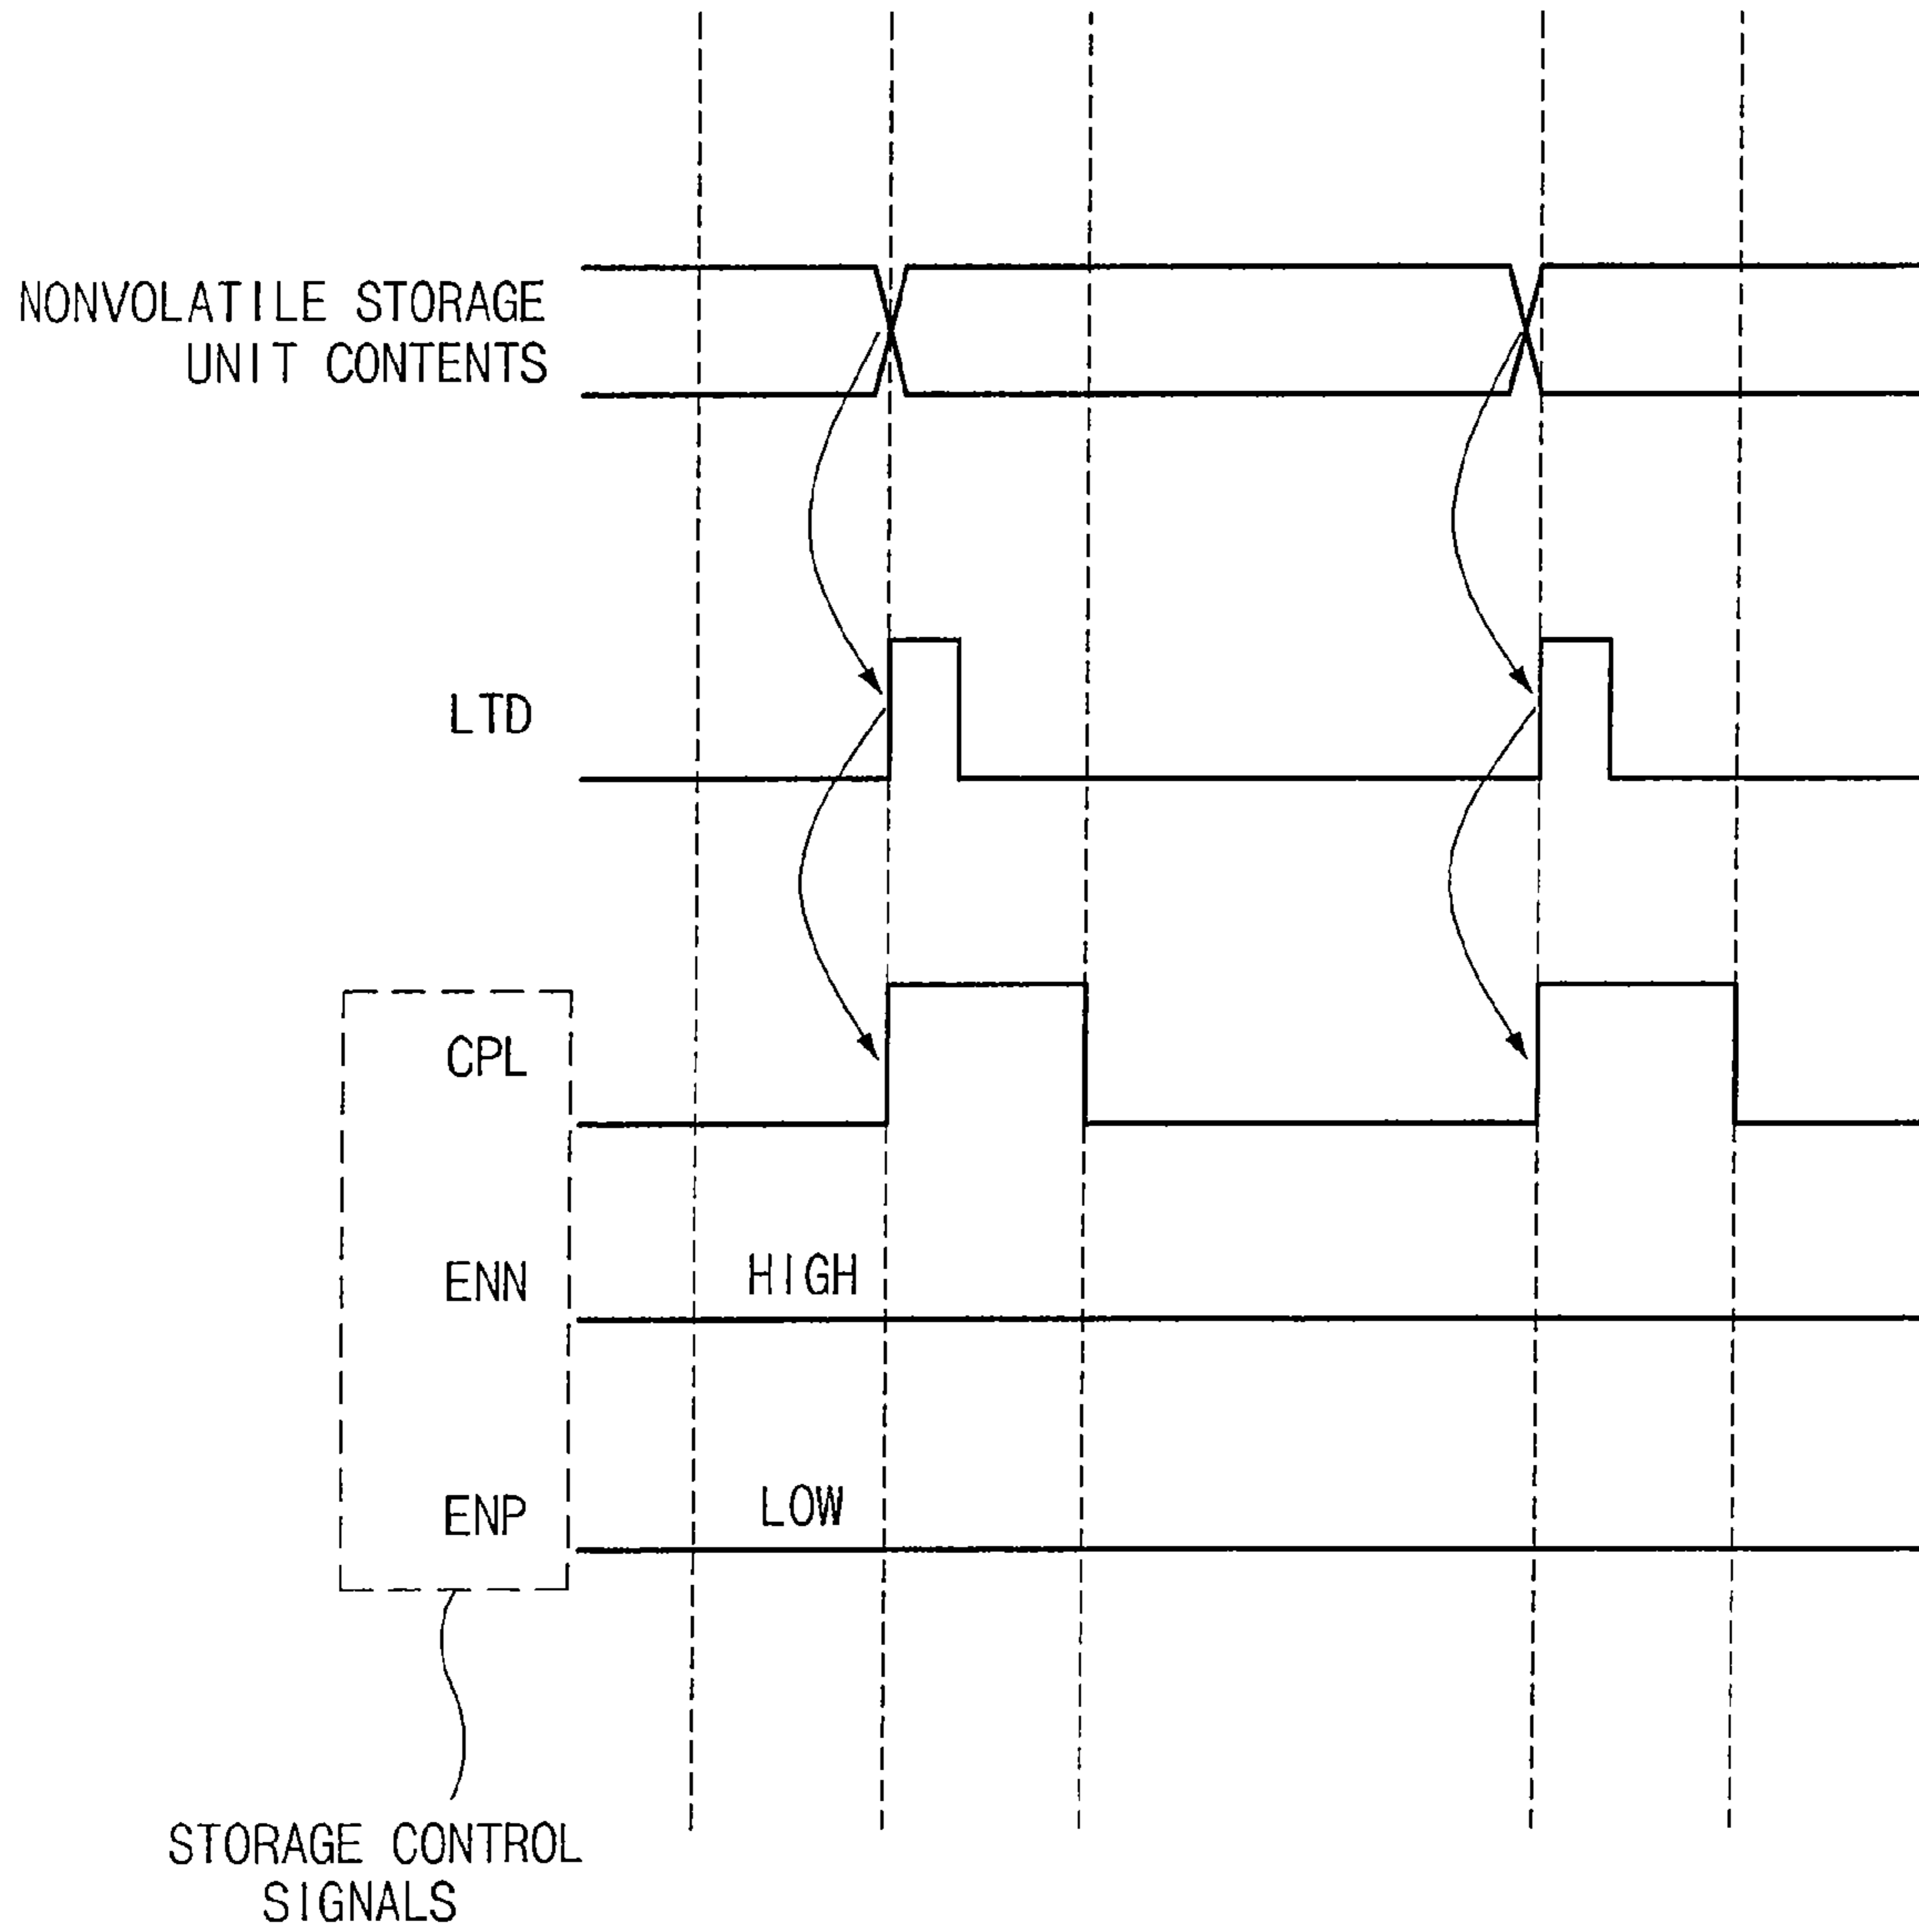 NONVOLATILE STORAGE
UNIT CONTENTS
LTD
CPL
ENN
HIGH
ENP
LOW
STORAGE CONTROL
SIGNALS